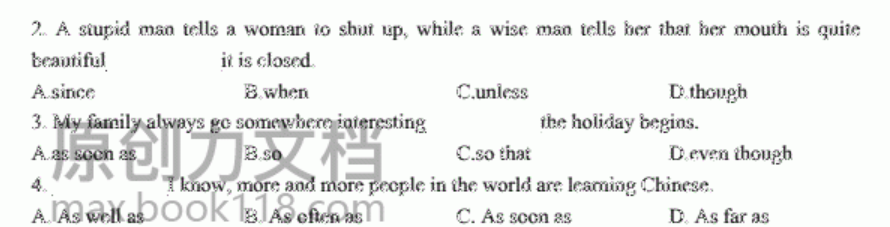 2. A stupid man tells a woman to shut up, while a wise man tells her that her mouth is quite
beautiful it is closed.
A.since B.when C.unless D.though
3. My family always go somewhere interesting the holiday begins.
A.as soon as B.so C.so that D.even though
4. I know, more and more people in the world are learning Chinese.
A. As well as B. As often as C. As soon as D. As far as
原创力文档
max.book118.com